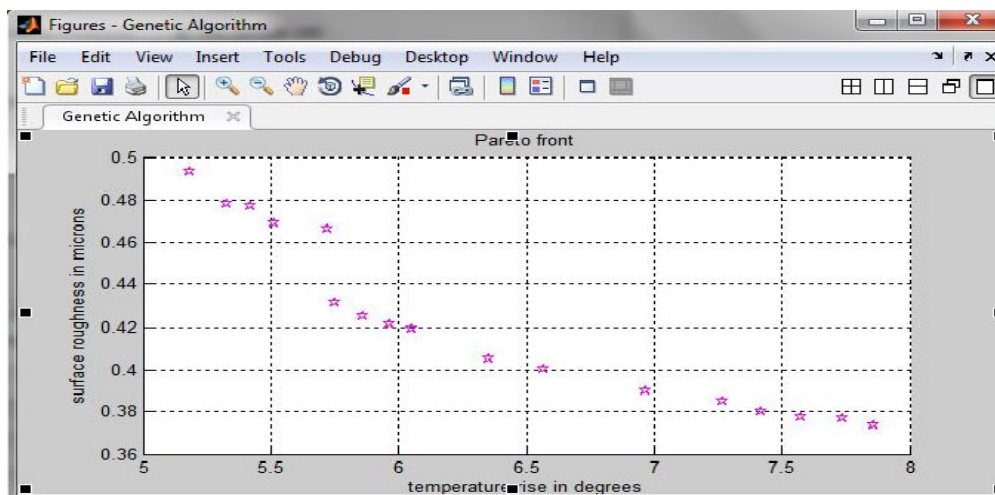 Figures - Genetic Algorithm
File Edit View Insert Tools Debug Desktop Window Help
Genetic Algorithm
Pareto front
0.5
0.48
0.46
0.44
0.42
0.4
0.38
0.36
surface roughness in microns
5 5.5 6 6.5 7 7.5 8
temperature rise in degrees